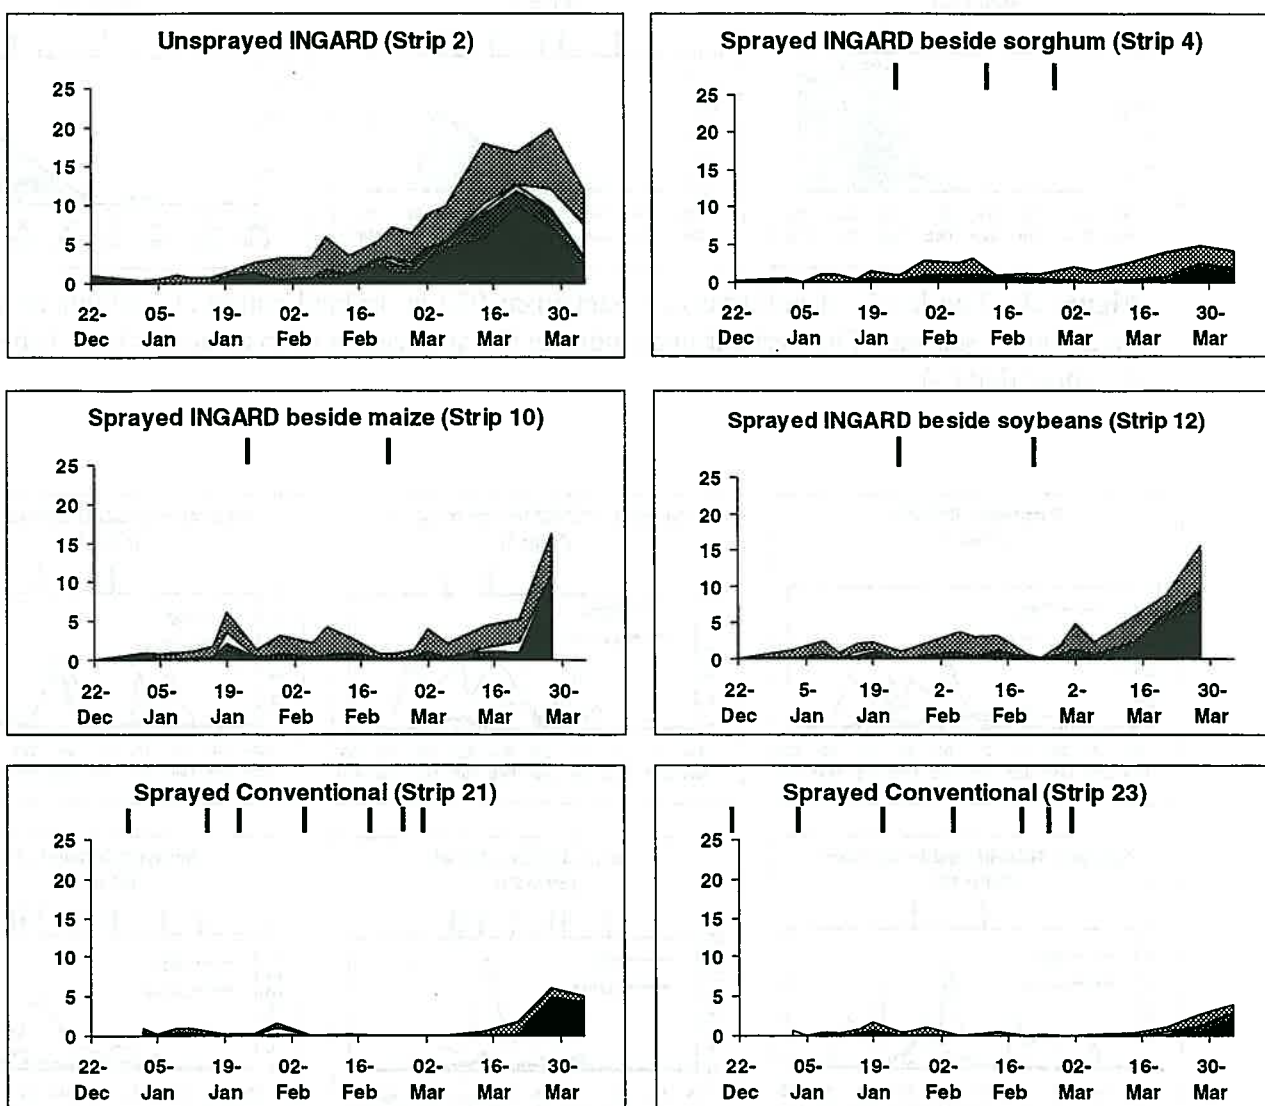 Unsprayed INGARD (Strip 2)
25
20
15
10
5
0
22- 05- 19- 02- 16- 02- 16- 30-
Dec Jan Jan Feb Feb Mar Mar Mar
Sprayed INGARD beside sorghum (Strip 4)
25
20
15
10
5
0
22- 05- 19- 02- 16- 02- 16- 30-
Dec Jan Jan Feb Feb Mar Mar Mar
Sprayed INGARD beside maize (Strip 10)
25
20
15
10
5
0
22- 05- 19- 02- 16- 02- 16- 30-
Dec Jan Jan Feb Feb Mar Mar Mar
Sprayed INGARD beside soybeans (Strip 12)
25
20
15
10
5
0
22- 5- 19- 2- 16- 2- 16- 30-
Dec Jan Jan Feb Feb Mar Mar Mar
Sprayed Conventional (Strip 21)
25
20
15
10
5
0
22- 05- 19- 02- 16- 02- 16- 30-
Dec Jan Jan Feb Feb Mar Mar Mar
Sprayed Conventional (Strip 23)
25
20
15
10
5
0
22- 05- 19- 02- 16- 02- 16- 30-
Dec Jan Jan Feb Feb Mar Mar Mar